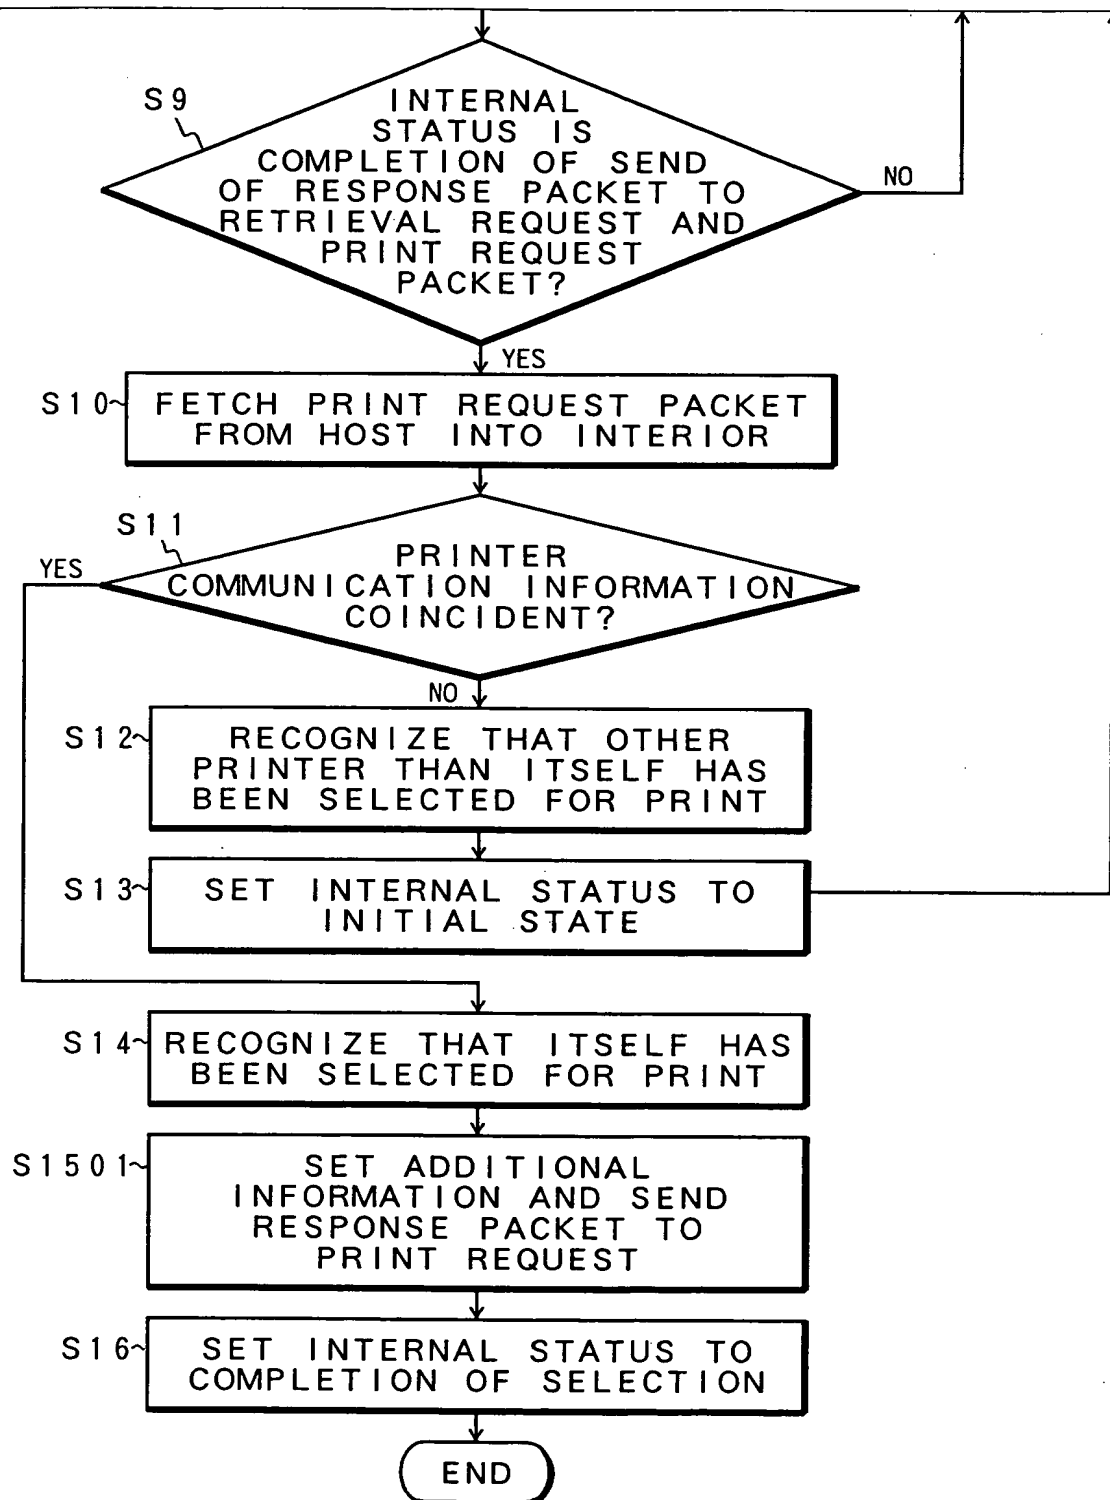 S9
INTERNAL
STATUS IS
COMPLETION OF SEND
OF RESPONSE PACKET TO
RETRIEVAL REQUEST AND
PRINT REQUEST
PACKET?
NO
YES
S10
FETCH PRINT REQUEST PACKET
FROM HOST INTO INTERIOR
S11
YES
PRINTER
COMMUNICATION INFORMATION
COINCIDENT?
NO
S12
RECOGNIZE THAT OTHER
PRINTER THAN ITSELF HAS
BEEN SELECTED FOR PRINT
S13
SET INTERNAL STATUS TO
INITIAL STATE
S14
RECOGNIZE THAT ITSELF HAS
BEEN SELECTED FOR PRINT
S1501
SET ADDITIONAL
INFORMATION AND SEND
RESPONSE PACKET TO
PRINT REQUEST
S16
SET INTERNAL STATUS TO
COMPLETION OF SELECTION
END